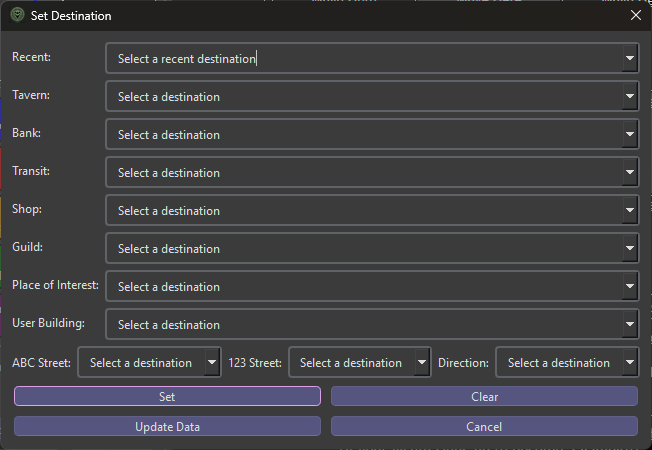 Set Destination
Recent: Select a recent destination
Tavern: Select a destination
Bank: Select a destination
Transit: Select a destination
Shop: Select a destination
Guild: Select a destination
Place of Interest: Select a destination
User Building: Select a destination
ABC Street: Select a destination 123 Street: Select a destination Direction: Select a destination
Set Clear
Update Data Cancel